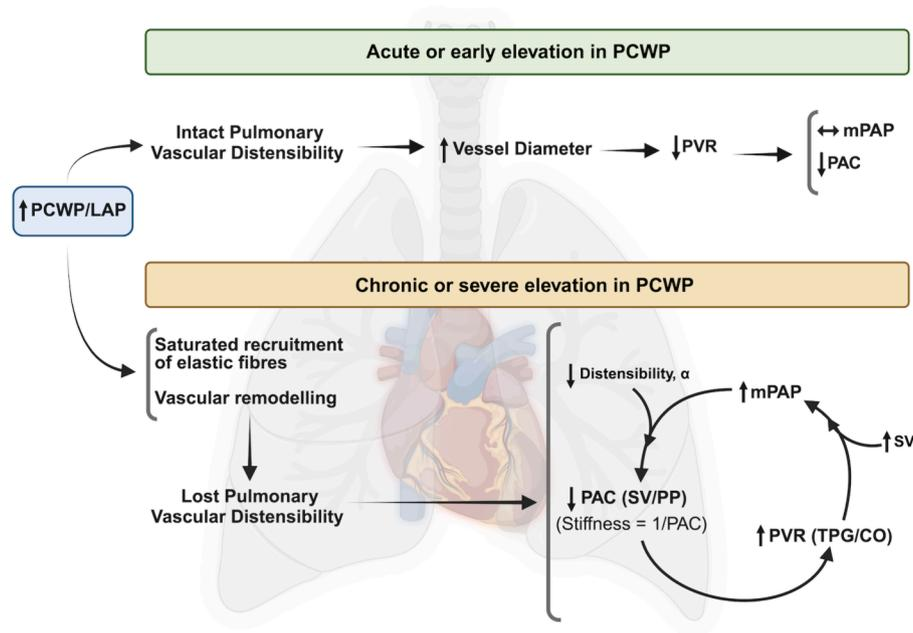 Acute or early elevation in PCWP
Intact Pulmonary
Vascular Distensibility
↑ Vessel Diameter
↓PVR
↔ mPAP
↓PAC
↑ PCWP/LAP
Chronic or severe elevation in PCWP
Saturated recruitment
of elastic fibres
Vascular remodelling
Lost Pulmonary
Vascular Distensibility
↓ Distensibility, α
↑mPAP
↑SV
↓ PAC (SV/PP)
(Stiffness = 1/PAC)
↑PVR (TPG/CO)